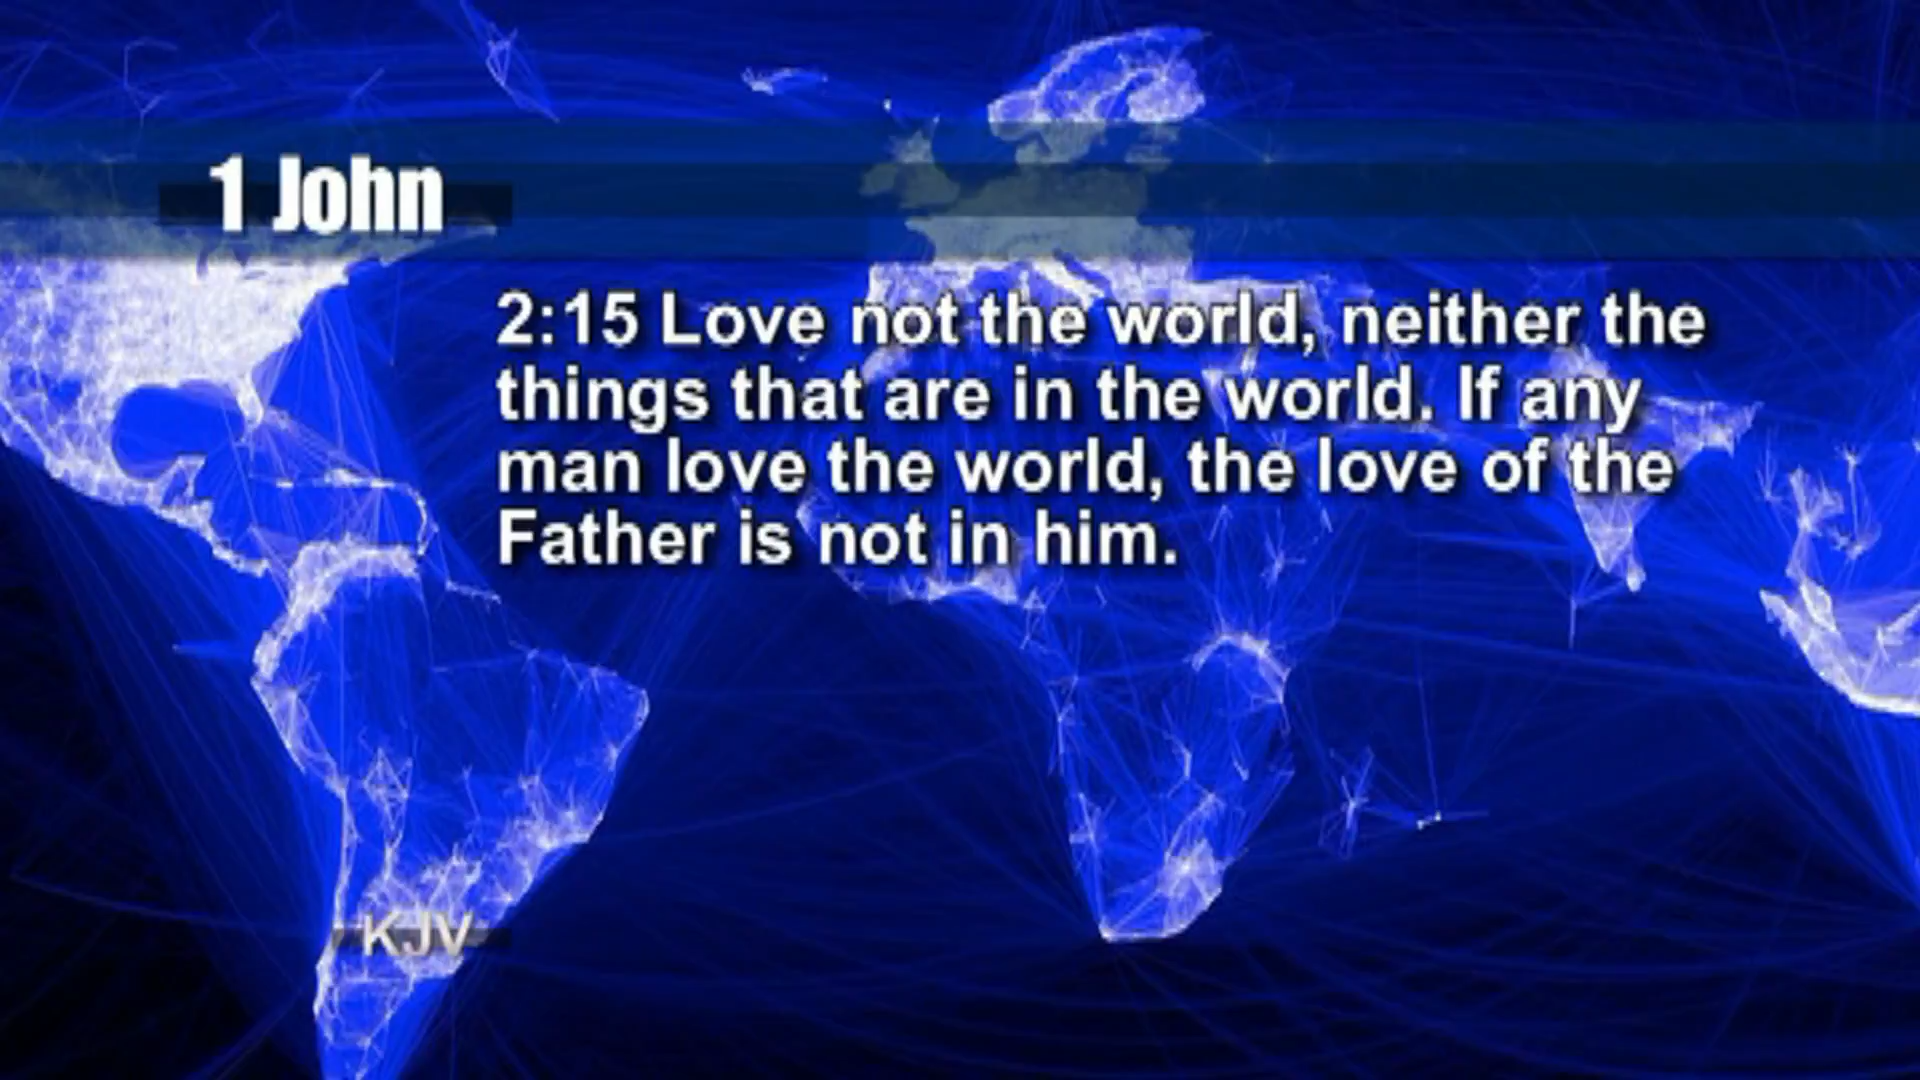 1 John
2:15 Love not the world, neither the
things that are in the world. If any
man love the world, the love of the
Father is not in him.
KJV